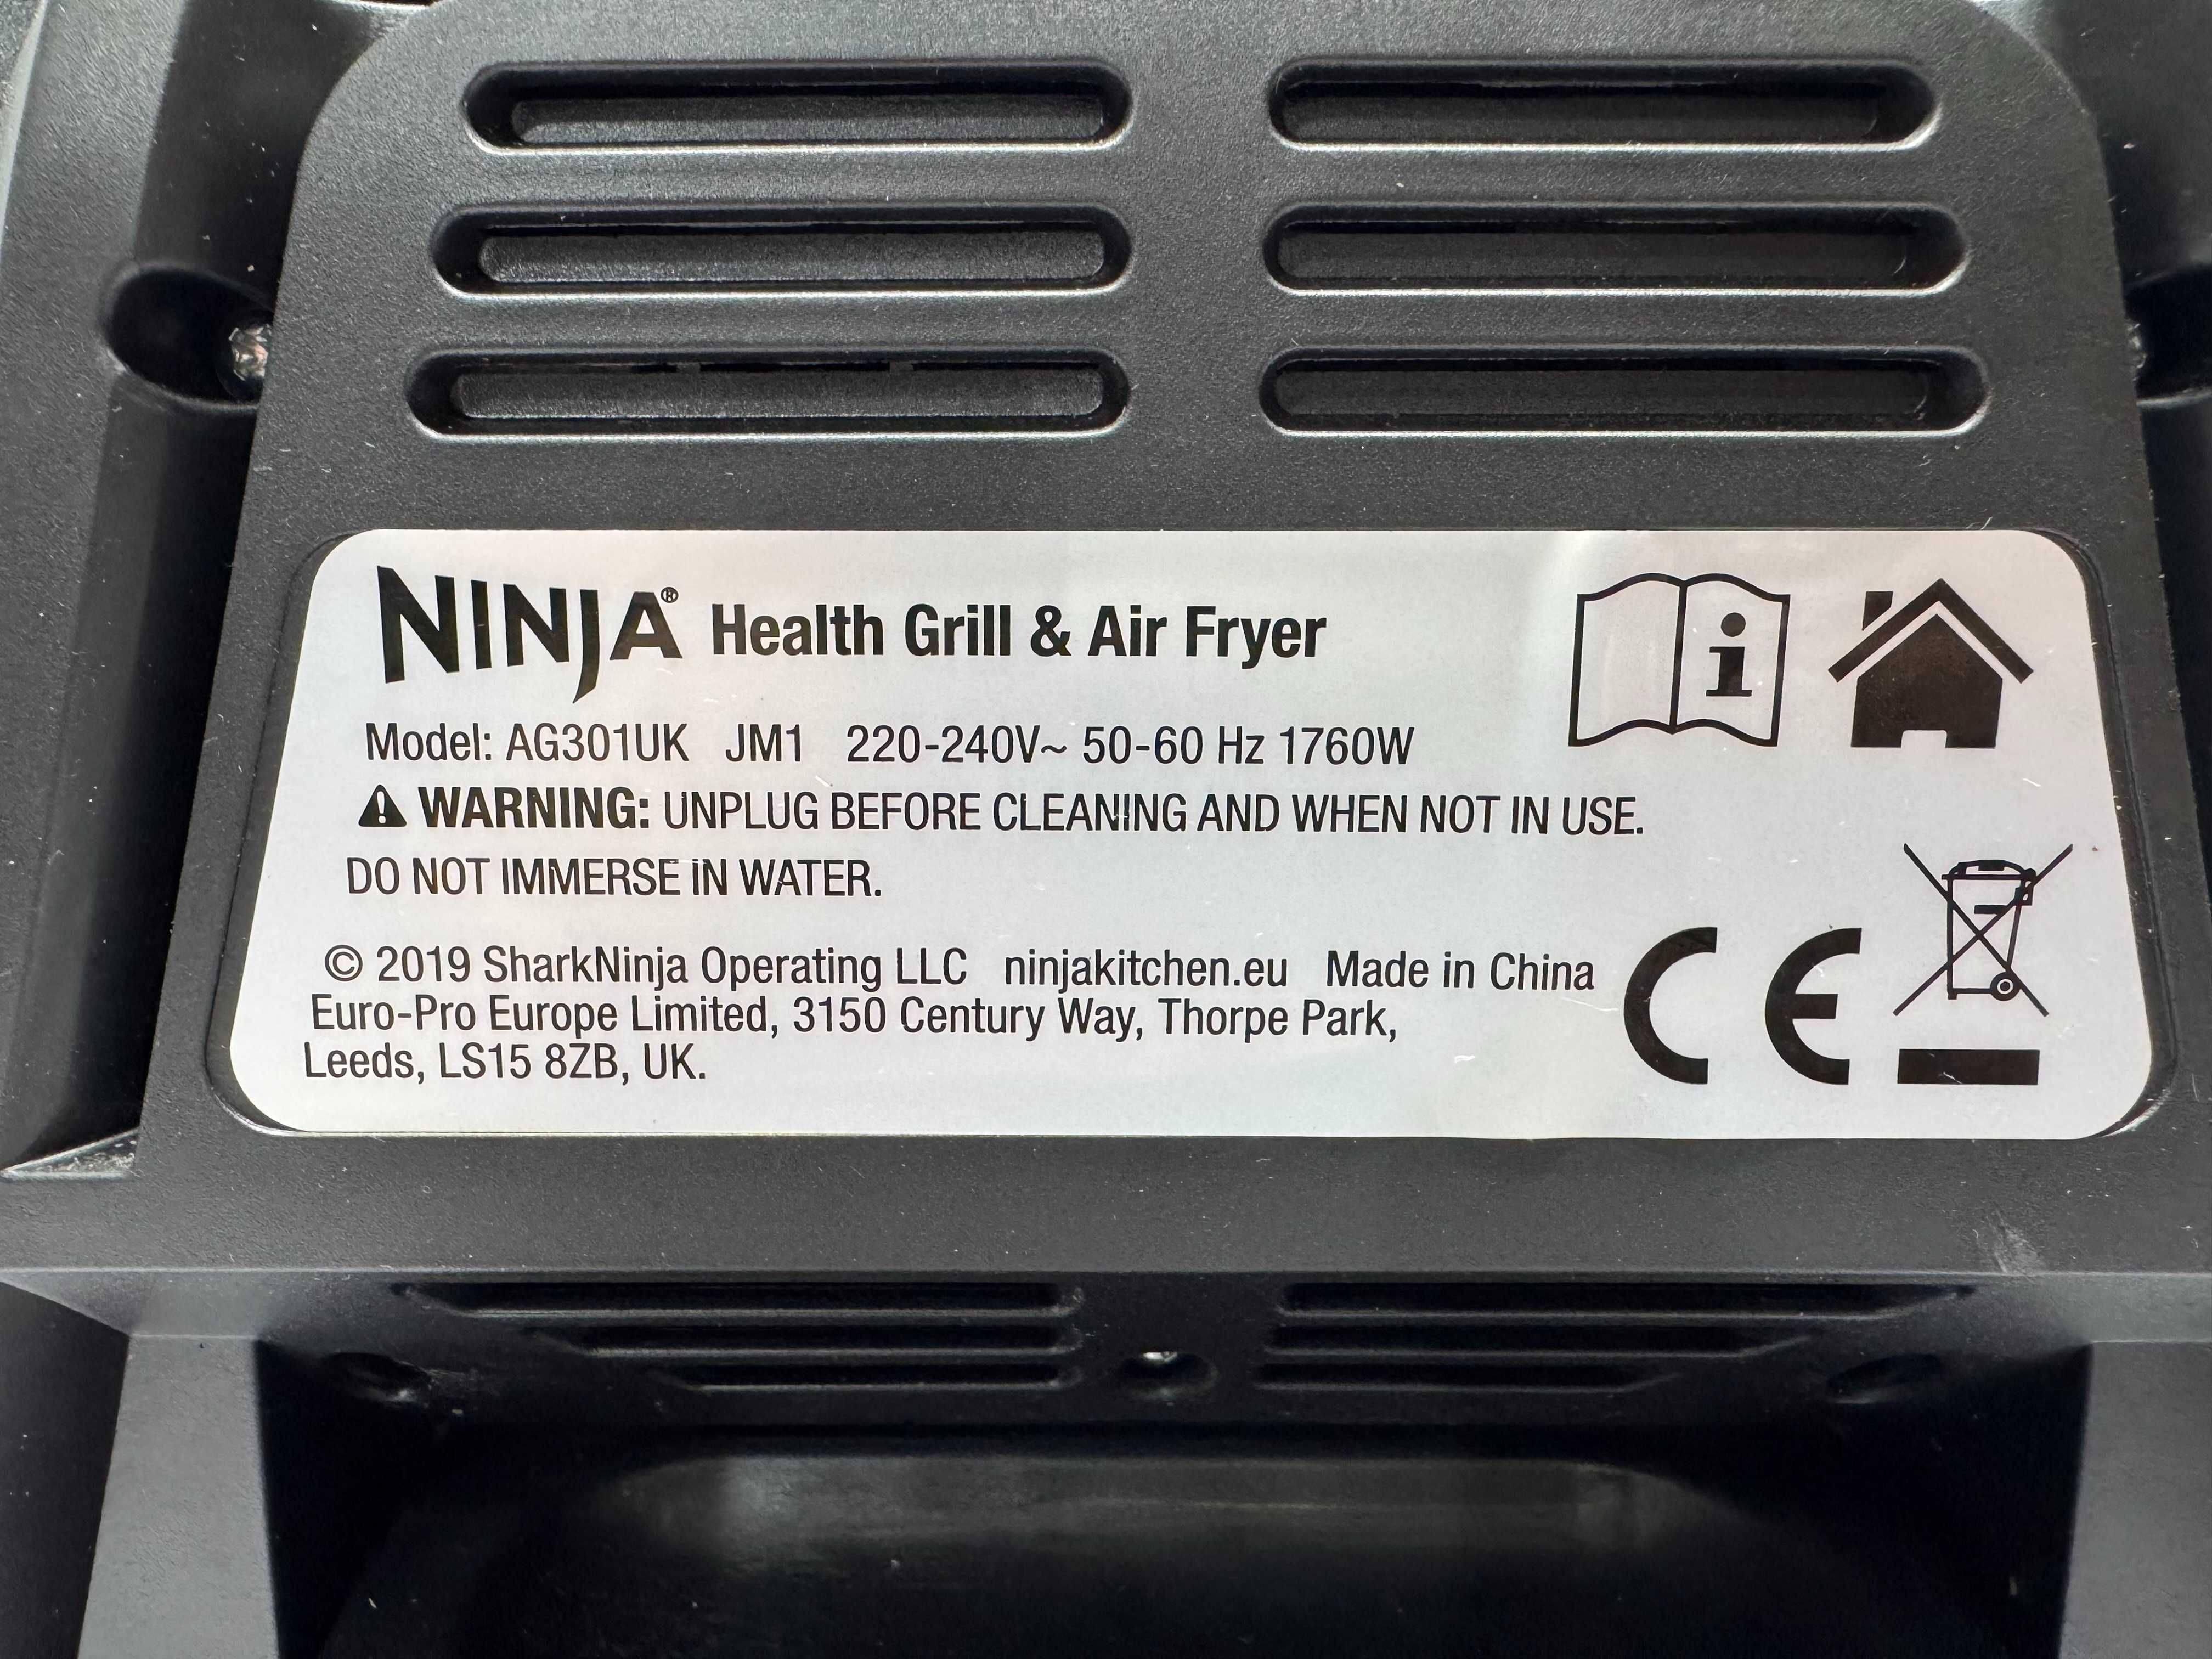 NINJA® Health Grill & Air Fryer
Model: AG301UK JM1 220-240V~ 50-60 Hz 1760W
⚠ WARNING: UNPLUG BEFORE CLEANING AND WHEN NOT IN USE.
DO NOT IMMERSE IN WATER.
© 2019 SharkNinja Operating LLC ninjakitchen.eu Made in China
Euro-Pro Europe Limited, 3150 Century Way, Thorpe Park,
Leeds, LS15 8ZB, UK.
CE